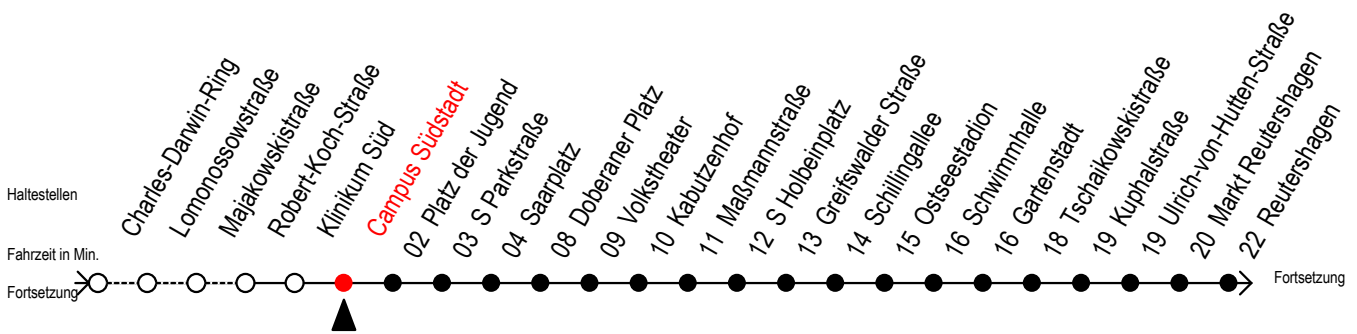 Haltestellen
Charles-Darwin-Ring
Lomonossowstraße
Majakowskistraße
Robert-Koch-Straße
Klinikum Süd
Campus Südstadt
02 Platz der Jugend
03 S Parkstraße
04 Saarplatz
08 Doberaner Platz
09 Volkstheater
10 Kabutzenhof
11 Maßmannstraße
12 S Holbeinplatz
13 Greifswalder Straße
14 Schillingallee
15 Ostseestadion
16 Schwimmhalle
16 Gartenstadt
18 Tschaikowskistraße
19 Kuphalstraße
19 Ulrich-von-Hutten-Straße
20 Markt Reutershagen
22 Reutershagen
Fahrzeit in Min.
Fortsetzung
Fortsetzung